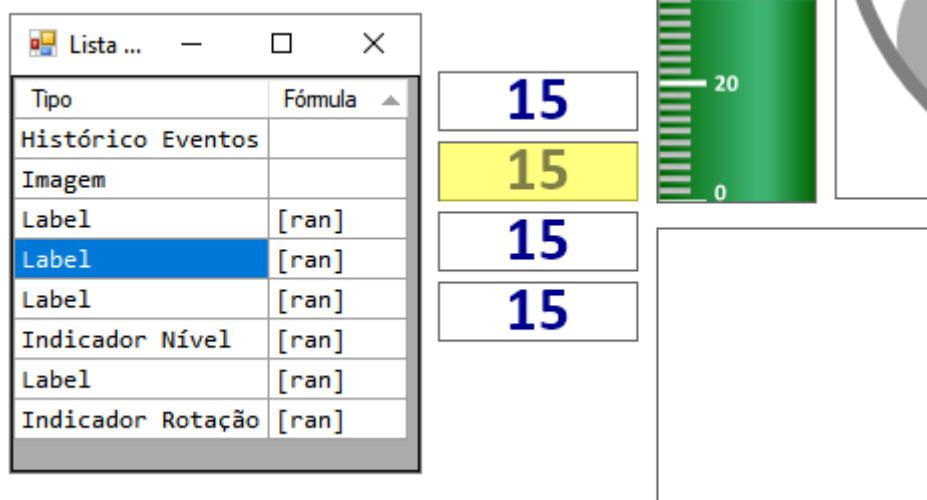 Lista ...
Tipo Fórmula
Histórico Eventos
Imagem
Label [ran]
Label [ran]
Label [ran]
Indicador Nível [ran]
Label [ran]
Indicador Rotação [ran]
15
15
15
15
20
0